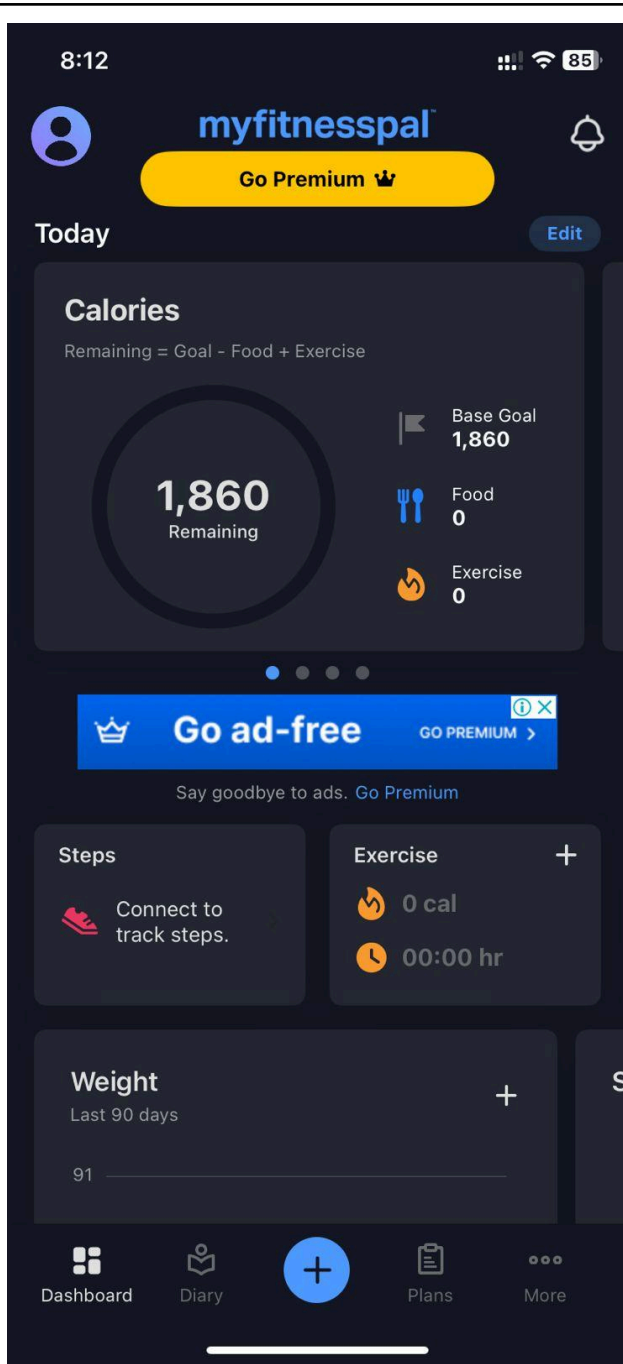 8:12
85
myfitnesspal™
Go Premium
Today
Edit
Calories
Remaining = Goal - Food + Exercise
1,860
Remaining
Base Goal
1,860
Food
0
Exercise
0
Go ad-free
GO PREMIUM >
Say goodbye to ads. Go Premium
Steps
Connect to
track steps.
Exercise
+
0 cal
00:00 hr
Weight
+
Last 90 days
91
S
Dashboard
Diary
+
Plans
More